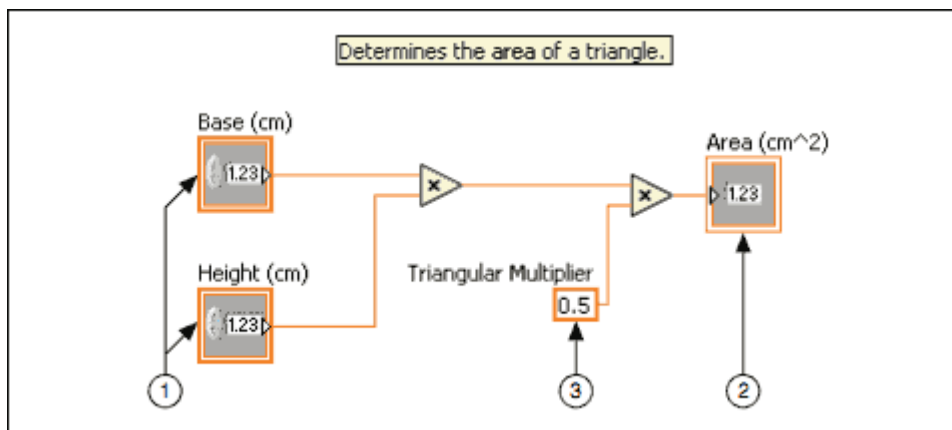 Determines the area of a triangle.
Base (cm)
1.23
×
×
Area (cm^2)
1.23
Height (cm)
1.23
Triangular Multiplier
0.5
1
3
2